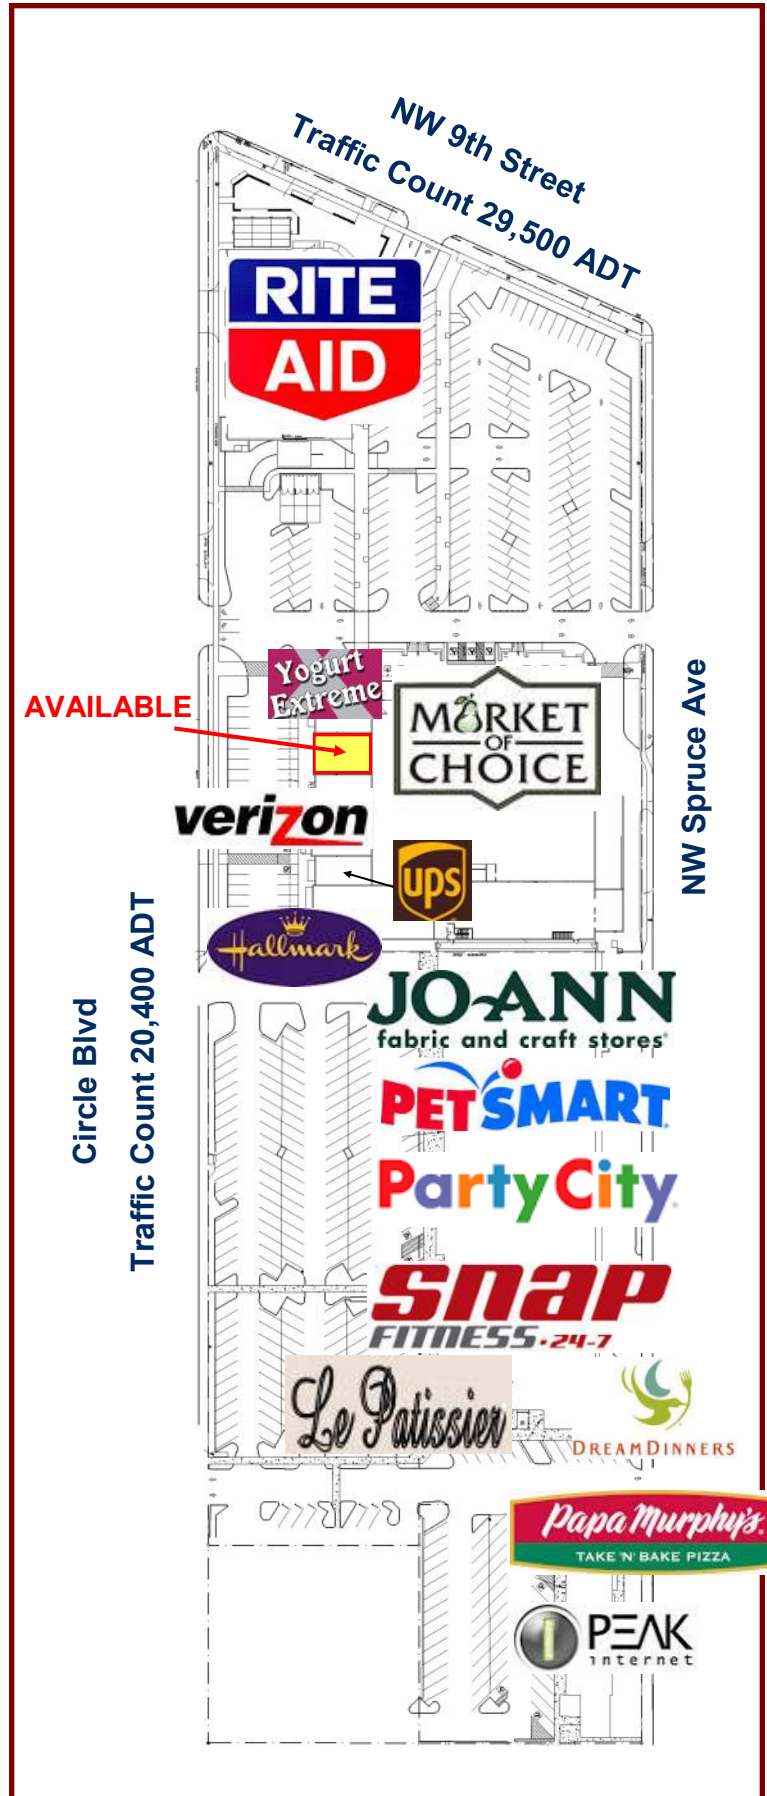 NW 9th Street
Traffic Count 29,500 ADT
RITE
AID
Yogurt
Extreme
AVAILABLE
MARKET
OF
CHOICE
NW Spruce Ave
verizon
ups
Hallmark
Circle Blvd
Traffic Count 20,400 ADT
JO-ANN
fabric and craft stores
PETSMART
Party City
snap
FITNESS·24-7
Le Patissier
DREAMDINNERS
Papa Murphy's
TAKE 'N' BAKE PIZZA
PEAK
internet